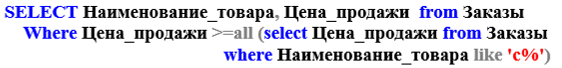 SELECT Наименование_товара, Цена_продажи from Заказы
Where Цена_продажи >=all (select Цена_продажи from Заказы
where Наименование_товара like 'с%')